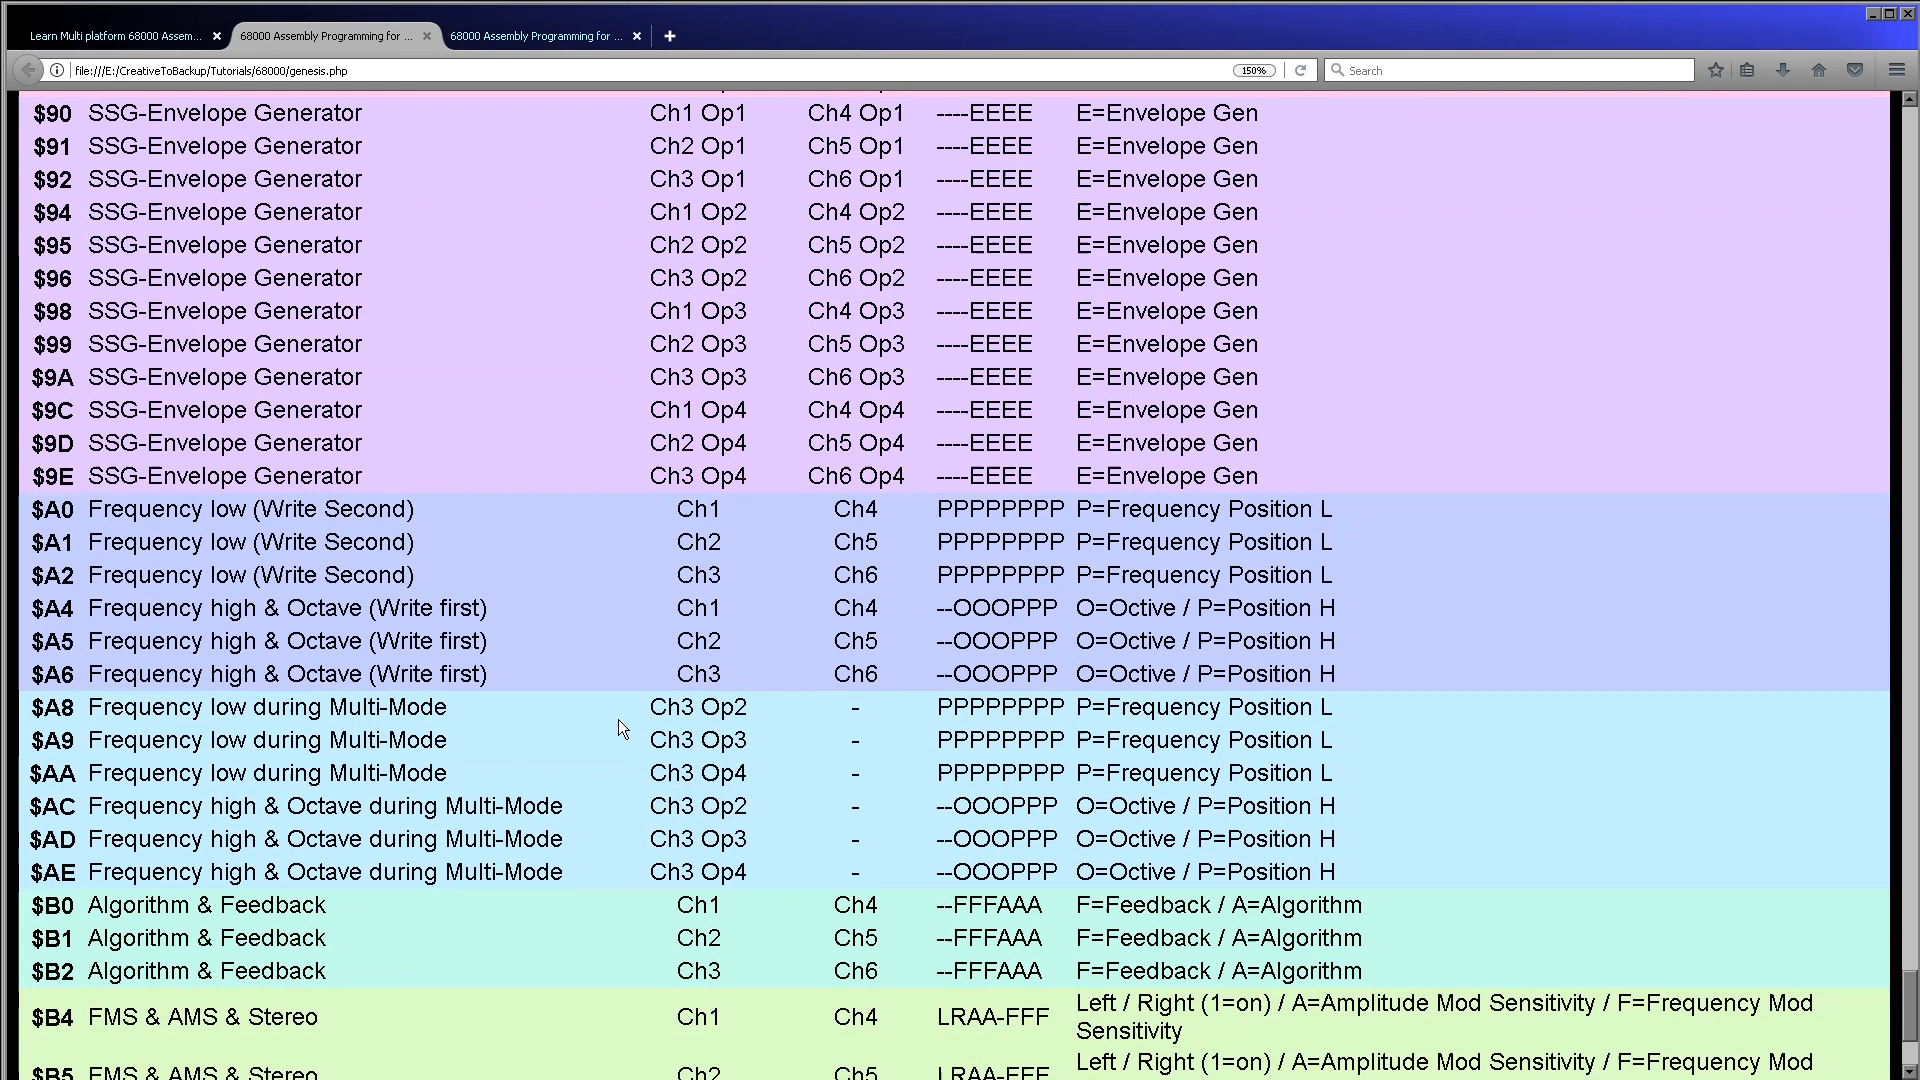 Learn Multi platform 68000 Assem...
68000 Assembly Programming for ...
68000 Assembly Programming for ...
file:///E:/CreativeToBackup/Tutorials/68000/genesis.php
150%
Search
$90 SSG-Envelope Generator Ch1 Op1 Ch4 Op1 ----EEEE E=Envelope Gen
$91 SSG-Envelope Generator Ch2 Op1 Ch5 Op1 ----EEEE E=Envelope Gen
$92 SSG-Envelope Generator Ch3 Op1 Ch6 Op1 ----EEEE E=Envelope Gen
$94 SSG-Envelope Generator Ch1 Op2 Ch4 Op2 ----EEEE E=Envelope Gen
$95 SSG-Envelope Generator Ch2 Op2 Ch5 Op2 ----EEEE E=Envelope Gen
$96 SSG-Envelope Generator Ch3 Op2 Ch6 Op2 ----EEEE E=Envelope Gen
$98 SSG-Envelope Generator Ch1 Op3 Ch4 Op3 ----EEEE E=Envelope Gen
$99 SSG-Envelope Generator Ch2 Op3 Ch5 Op3 ----EEEE E=Envelope Gen
$9A SSG-Envelope Generator Ch3 Op3 Ch6 Op3 ----EEEE E=Envelope Gen
$9C SSG-Envelope Generator Ch1 Op4 Ch4 Op4 ----EEEE E=Envelope Gen
$9D SSG-Envelope Generator Ch2 Op4 Ch5 Op4 ----EEEE E=Envelope Gen
$9E SSG-Envelope Generator Ch3 Op4 Ch6 Op4 ----EEEE E=Envelope Gen
$A0 Frequency low (Write Second) Ch1 Ch4 PPPPPPPP P=Frequency Position L
$A1 Frequency low (Write Second) Ch2 Ch5 PPPPPPPP P=Frequency Position L
$A2 Frequency low (Write Second) Ch3 Ch6 PPPPPPPP P=Frequency Position L
$A4 Frequency high & Octave (Write first) Ch1 Ch4 --OOOPPP O=Octive / P=Position H
$A5 Frequency high & Octave (Write first) Ch2 Ch5 --OOOPPP O=Octive / P=Position H
$A6 Frequency high & Octave (Write first) Ch3 Ch6 --OOOPPP O=Octive / P=Position H
$A8 Frequency low during Multi-Mode Ch3 Op2 - PPPPPPPP P=Frequency Position L
$A9 Frequency low during Multi-Mode Ch3 Op3 - PPPPPPPP P=Frequency Position L
$AA Frequency low during Multi-Mode Ch3 Op4 - PPPPPPPP P=Frequency Position L
$AC Frequency high & Octave during Multi-Mode Ch3 Op2 - --OOOPPP O=Octive / P=Position H
$AD Frequency high & Octave during Multi-Mode Ch3 Op3 - --OOOPPP O=Octive / P=Position H
$AE Frequency high & Octave during Multi-Mode Ch3 Op4 - --OOOPPP O=Octive / P=Position H
$B0 Algorithm & Feedback Ch1 Ch4 --FFFAAA F=Feedback / A=Algorithm
$B1 Algorithm & Feedback Ch2 Ch5 --FFFAAA F=Feedback / A=Algorithm
$B2 Algorithm & Feedback Ch3 Ch6 --FFFAAA F=Feedback / A=Algorithm
$B4 FMS & AMS & Stereo Ch1 Ch4 LRAA-FFF Left / Right (1=on) / A=Amplitude Mod Sensitivity / F=Frequency Mod
Sensitivity
$B5 FMS & AMS & Stereo Ch2 Ch5 LRAA-FFF Left / Right (1=on) / A=Amplitude Mod Sensitivity / F=Frequency Mod